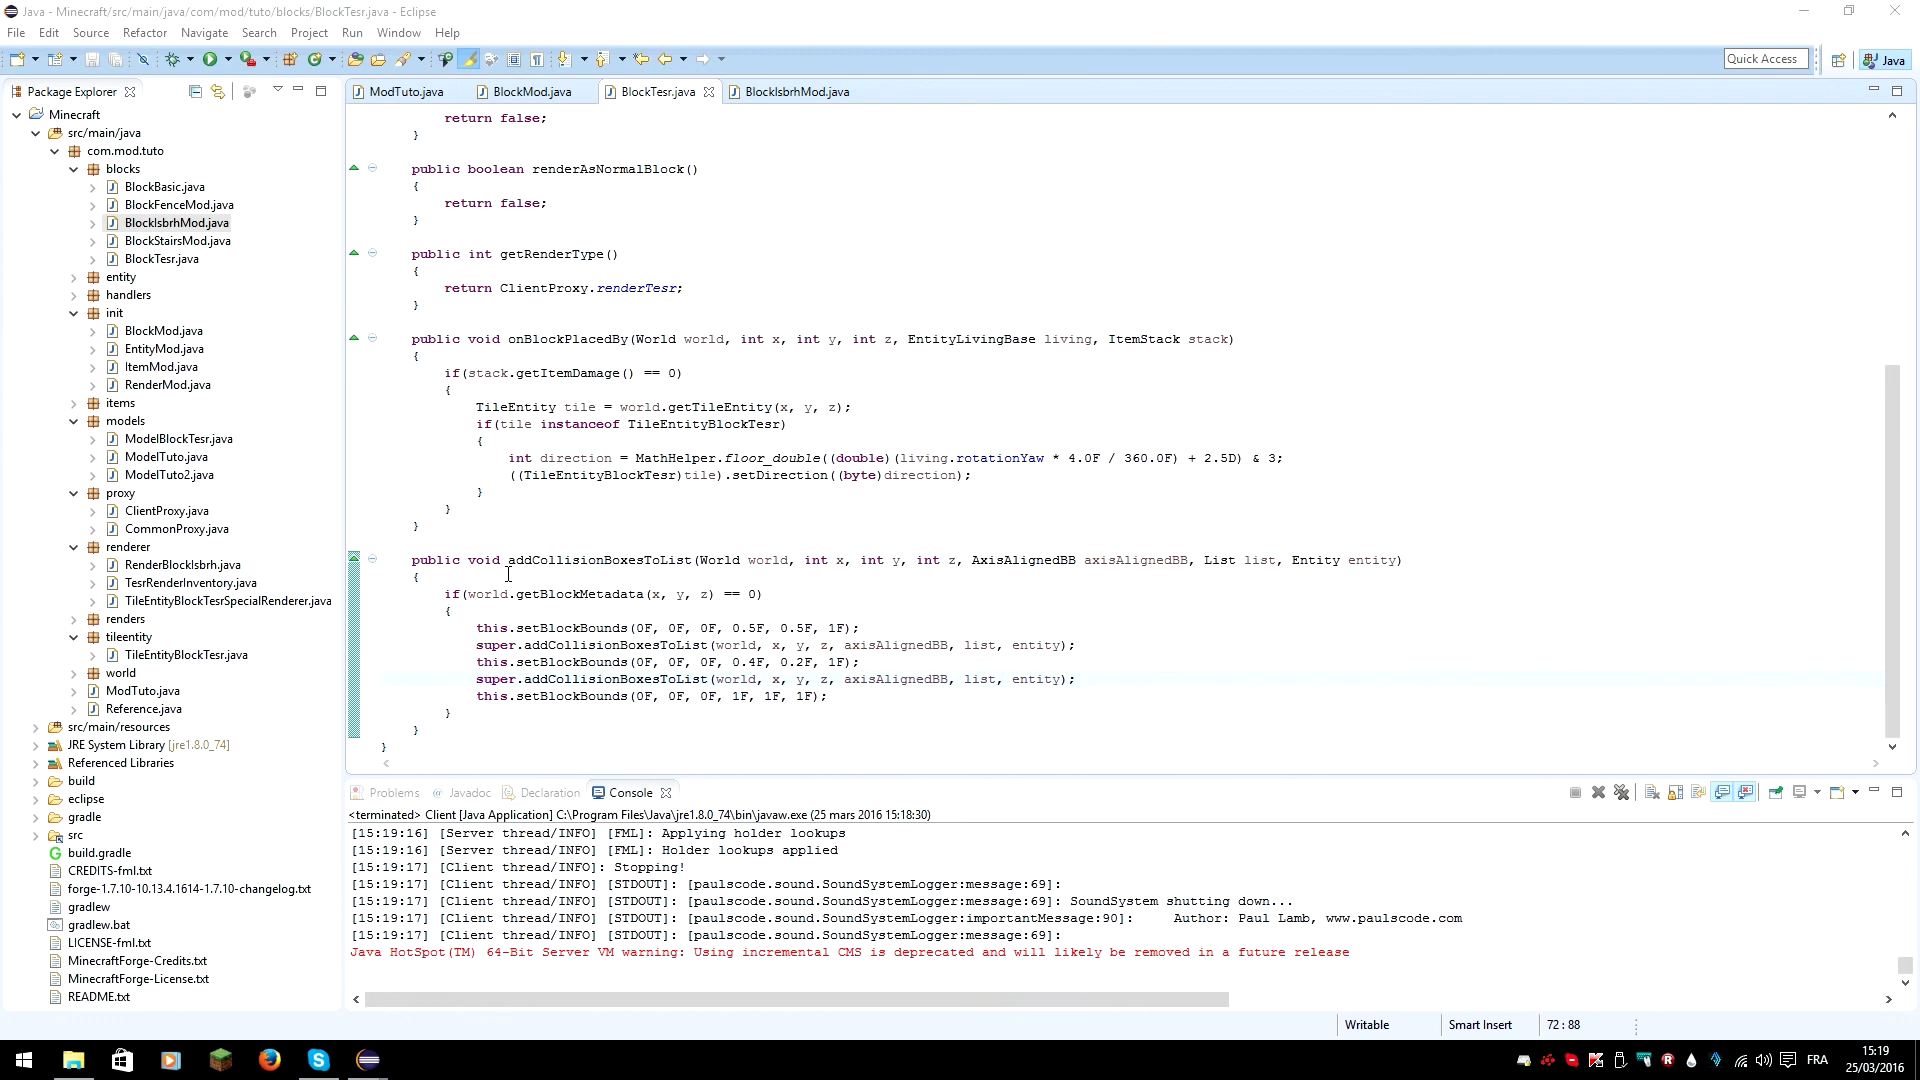 Java - Minecraft/src/main/java/com/mod/tuto/blocks/BlockTesr.java - Eclipse
File Edit Source Refactor Navigate Search Project Run Window Help
Quick Access
Java
Package Explorer
Minecraft
src/main/java
com.mod.tuto
blocks
BlockBasic.java
BlockFenceMod.java
BlockIsbrhMod.java
BlockStairsMod.java
BlockTesr.java
entity
handlers
init
BlockMod.java
EntityMod.java
ItemMod.java
RenderMod.java
items
models
ModelBlockTesr.java
ModelTuto.java
ModelTuto2.java
proxy
ClientProxy.java
CommonProxy.java
renderer
RenderBlockIsbrh.java
TesrRenderInventory.java
TileEntityBlockTesrSpecialRenderer.java
renders
tileentity
TileEntityBlockTesr.java
world
ModTuto.java
Reference.java
src/main/resources
JRE System Library [jre1.8.0_74]
Referenced Libraries
build
eclipse
gradle
src
build.gradle
CREDITS-fml.txt
forge-1.7.10-10.13.4.1614-1.7.10-changelog.txt
gradlew
gradlew.bat
LICENSE-fml.txt
MinecraftForge-Credits.txt
MinecraftForge-License.txt
README.txt
ModTuto.java BlockMod.java BlockTesr.java BlockIsbrhMod.java
return false;
}
public boolean renderAsNormalBlock()
{
return false;
}
public int getRenderType()
{
return ClientProxy.renderTesr;
}
public void onBlockPlacedBy(World world, int x, int y, int z, EntityLivingBase living, ItemStack stack)
{
if(stack.getItemDamage() == 0)
{
TileEntity tile = world.getTileEntity(x, y, z);
if(tile instanceof TileEntityBlockTesr)
{
int direction = MathHelper.floor_double((double)(living.rotationYaw * 4.0F / 360.0F) + 2.5D) & 3;
((TileEntityBlockTesr)tile).setDirection((byte)direction);
}
}
}
public void addCollisionBoxesToList(World world, int x, int y, int z, AxisAlignedBB axisAlignedBB, List list, Entity entity)
{
if(world.getBlockMetadata(x, y, z) == 0)
{
this.setBlockBounds(0F, 0F, 0F, 0.5F, 0.5F, 1F);
super.addCollisionBoxesToList(world, x, y, z, axisAlignedBB, list, entity);
this.setBlockBounds(0F, 0F, 0F, 0.4F, 0.2F, 1F);
super.addCollisionBoxesToList(world, x, y, z, axisAlignedBB, list, entity);
this.setBlockBounds(0F, 0F, 0F, 1F, 1F, 1F);
}
}
}
Problems Javadoc Declaration Console
<terminated> Client [Java Application] C:\Program Files\Java\jre1.8.0_74\bin\javaw.exe (25 mars 2016 15:18:30)
[15:19:16] [Server thread/INFO] [FML]: Applying holder lookups
[15:19:16] [Server thread/INFO] [FML]: Holder lookups applied
[15:19:17] [Client thread/INFO]: Stopping!
[15:19:17] [Client thread/INFO] [STDOUT]: [paulscode.sound.SoundSystemLogger:message:69]:
[15:19:17] [Client thread/INFO] [STDOUT]: [paulscode.sound.SoundSystemLogger:message:69]: SoundSystem shutting down...
[15:19:17] [Client thread/INFO] [STDOUT]: [paulscode.sound.SoundSystemLogger:importantMessage:90]: Author: Paul Lamb, www.paulscode.com
[15:19:17] [Client thread/INFO] [STDOUT]: [paulscode.sound.SoundSystemLogger:message:69]:
Java HotSpot(TM) 64-Bit Server VM warning: Using incremental CMS is deprecated and will likely be removed in a future release
Writable Smart Insert 72 : 88
FRA
15:19
25/03/2016